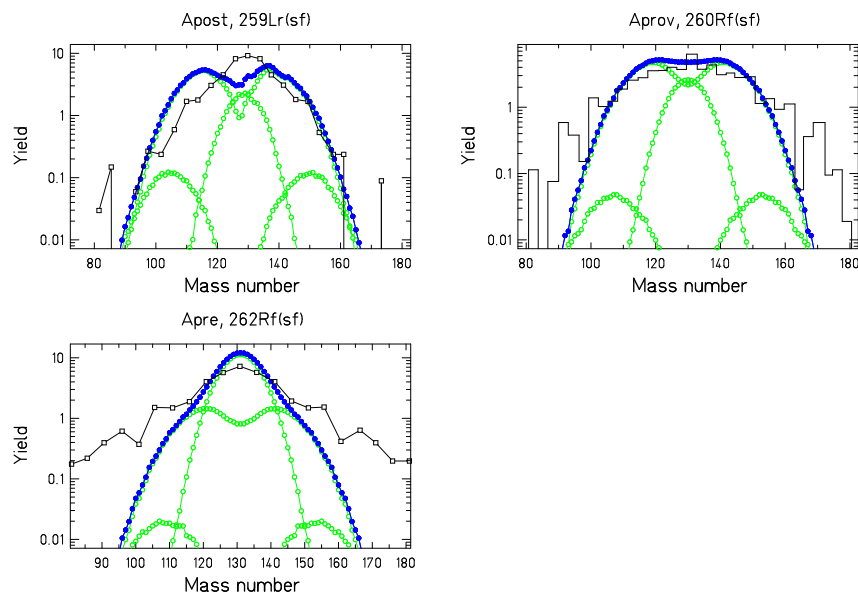 Apost, 259Lr(sf)
Aprov, 260Rf(sf)
10
1
0.1
0.01
Yield
80 100 120 140 160 180
Mass number
1
0.1
0.01
Yield
80 100 120 140 160 180
Mass number
Apre, 262Rf(sf)
10
1
0.1
0.01
Yield
90 100 110 120 130 140 150 160 170 180
Mass number